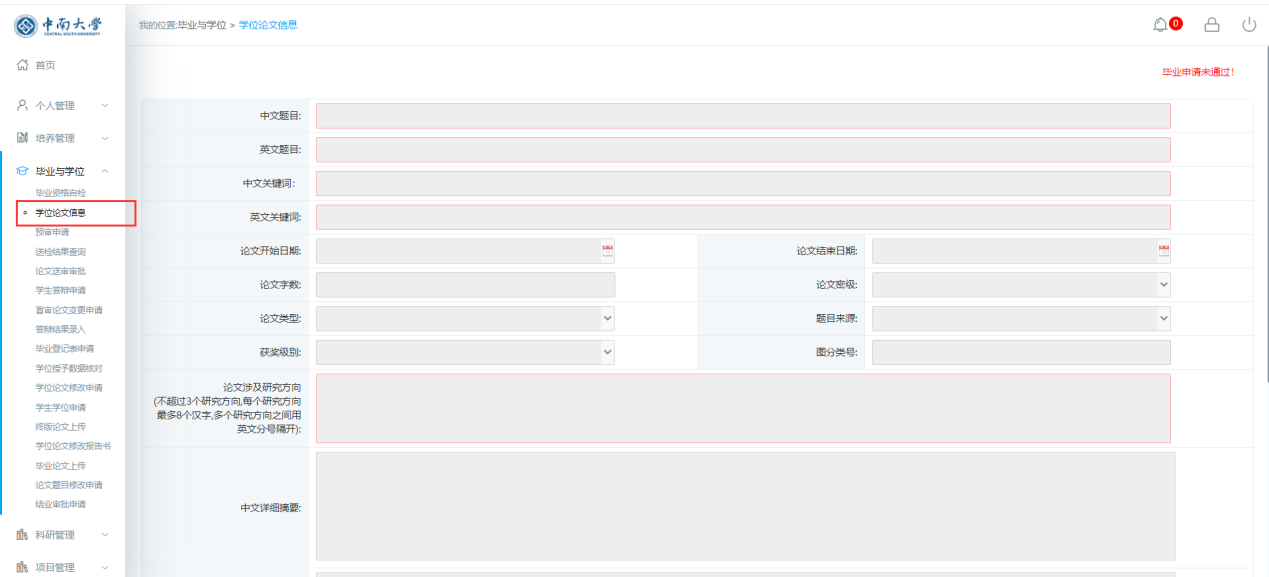 中南大学
CENTRAL SOUTH UNIVERSITY
我的位置:毕业与学位 > 学位论文信息
0
首页
个人管理
培养管理
毕业与学位
毕业资格自检
学位论文信息
预审申请
送检结果查询
论文送审审批
学生答辩申请
盲审论文变更申请
答辩结果录入
毕业登记表申请
学位授予数据核对
学位论文修改申请
学生学位申请
终版论文上传
学位论文修改报告书
毕业论文上传
论文题目修改申请
结业审批申请
科研管理
项目管理
毕业申请未通过!
中文题目:
英文题目:
中文关键词:
英文关键词:
论文开始日期:
论文结束日期:
论文字数:
论文密级:
论文类型:
题目来源:
获奖级别:
图分类号:
论文涉及研究方向
(不超过3个研究方向,每个研究方向
最多8个汉字,多个研究方向之间用
英文分号隔开):
中文详细摘要: